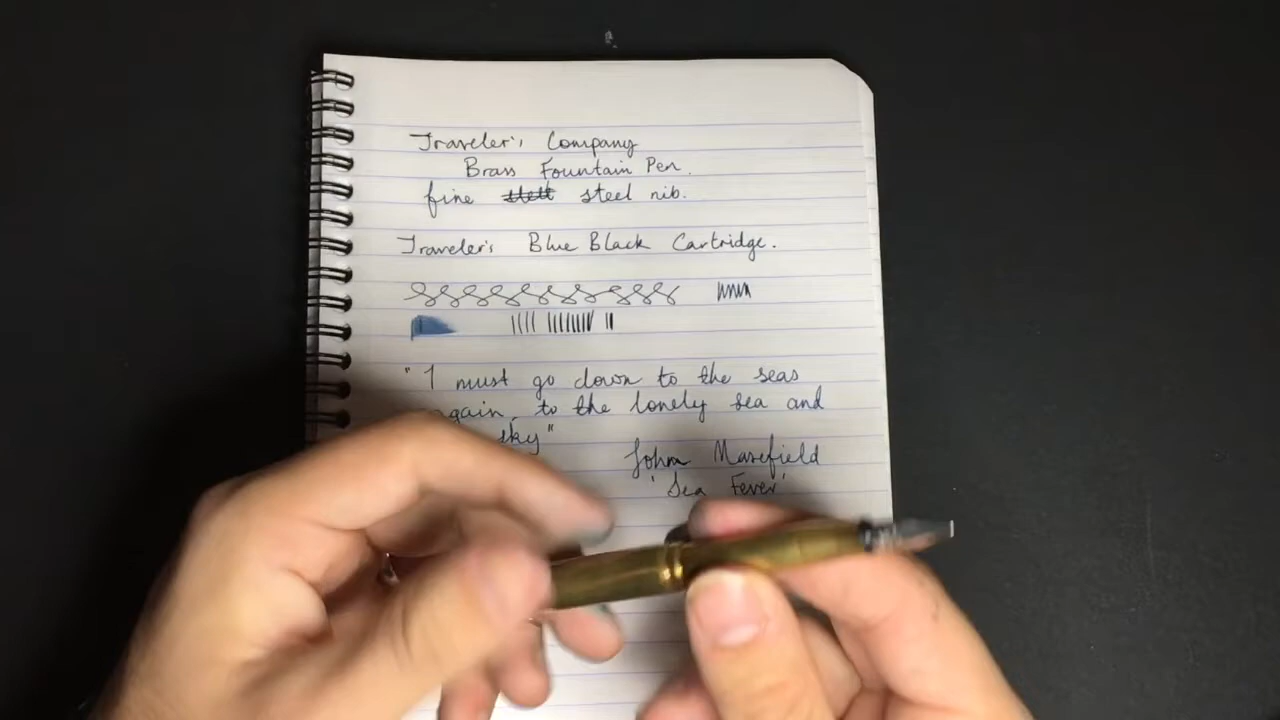 Traveler's Company
Brass Fountain Pen.
fine steel nib.
Traveler's Blue Black Cartridge.
"I must go down to the seas
again, to the lonely sea and
sky"
John Masefield
'Sea Fever'